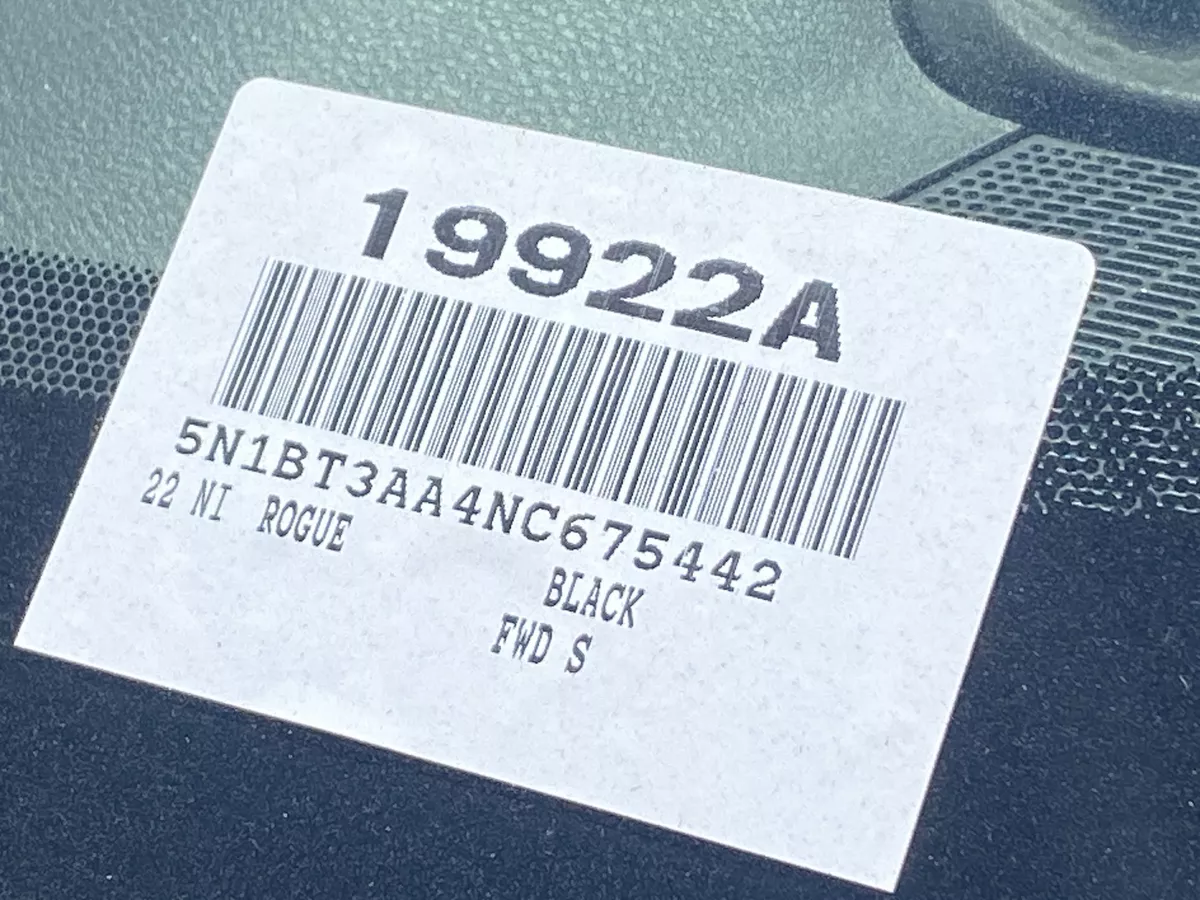 19922A
5N1BT3AA4NC675442
22 NI ROGUE
BLACK
FWD S